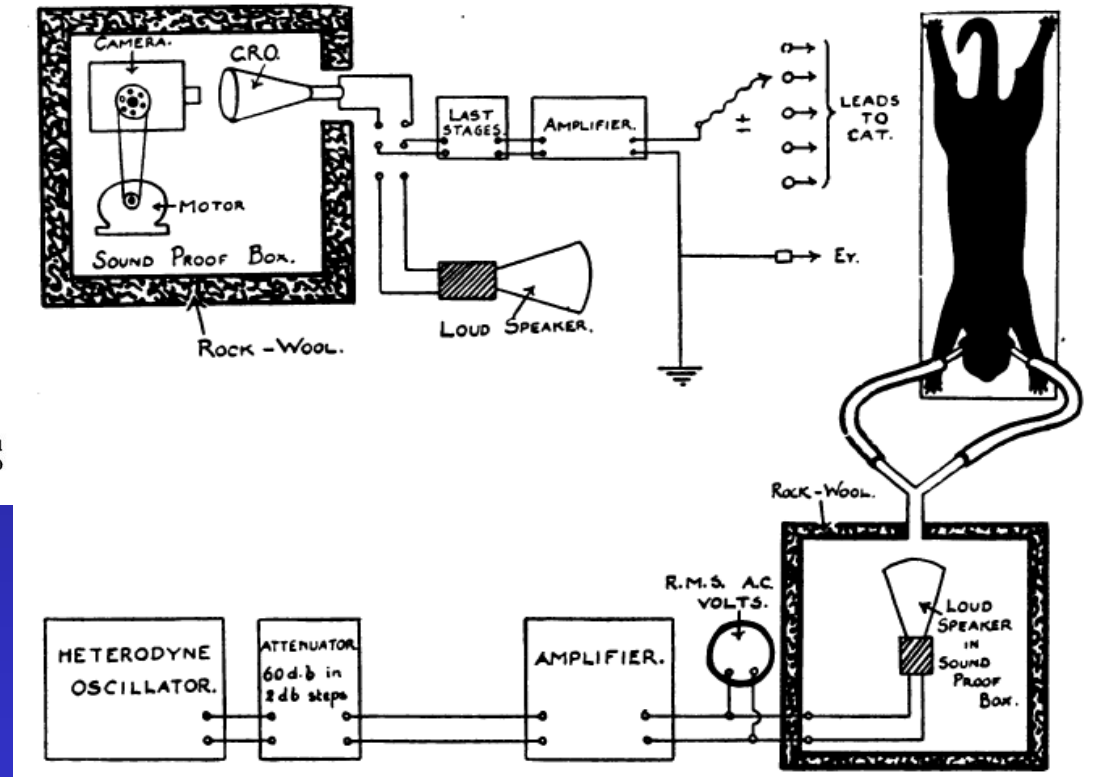 CAMERA.
C.R.O.
MOTOR
SOUND PROOF BOX.
ROCK-WOOL.
LAST
STAGES.
AMPLIFIER.
±
LEADS
TO
CAT.
EY.
LOUD SPEAKER.
ROCK-WOOL.
R.M.S. A.C.
VOLTS.
LOUD
SPEAKER
IN
SOUND
PROOF
BOX.
HETERODYNE
OSCILLATOR.
ATTENUATOR
60 d.b in
2 db steps
AMPLIFIER.